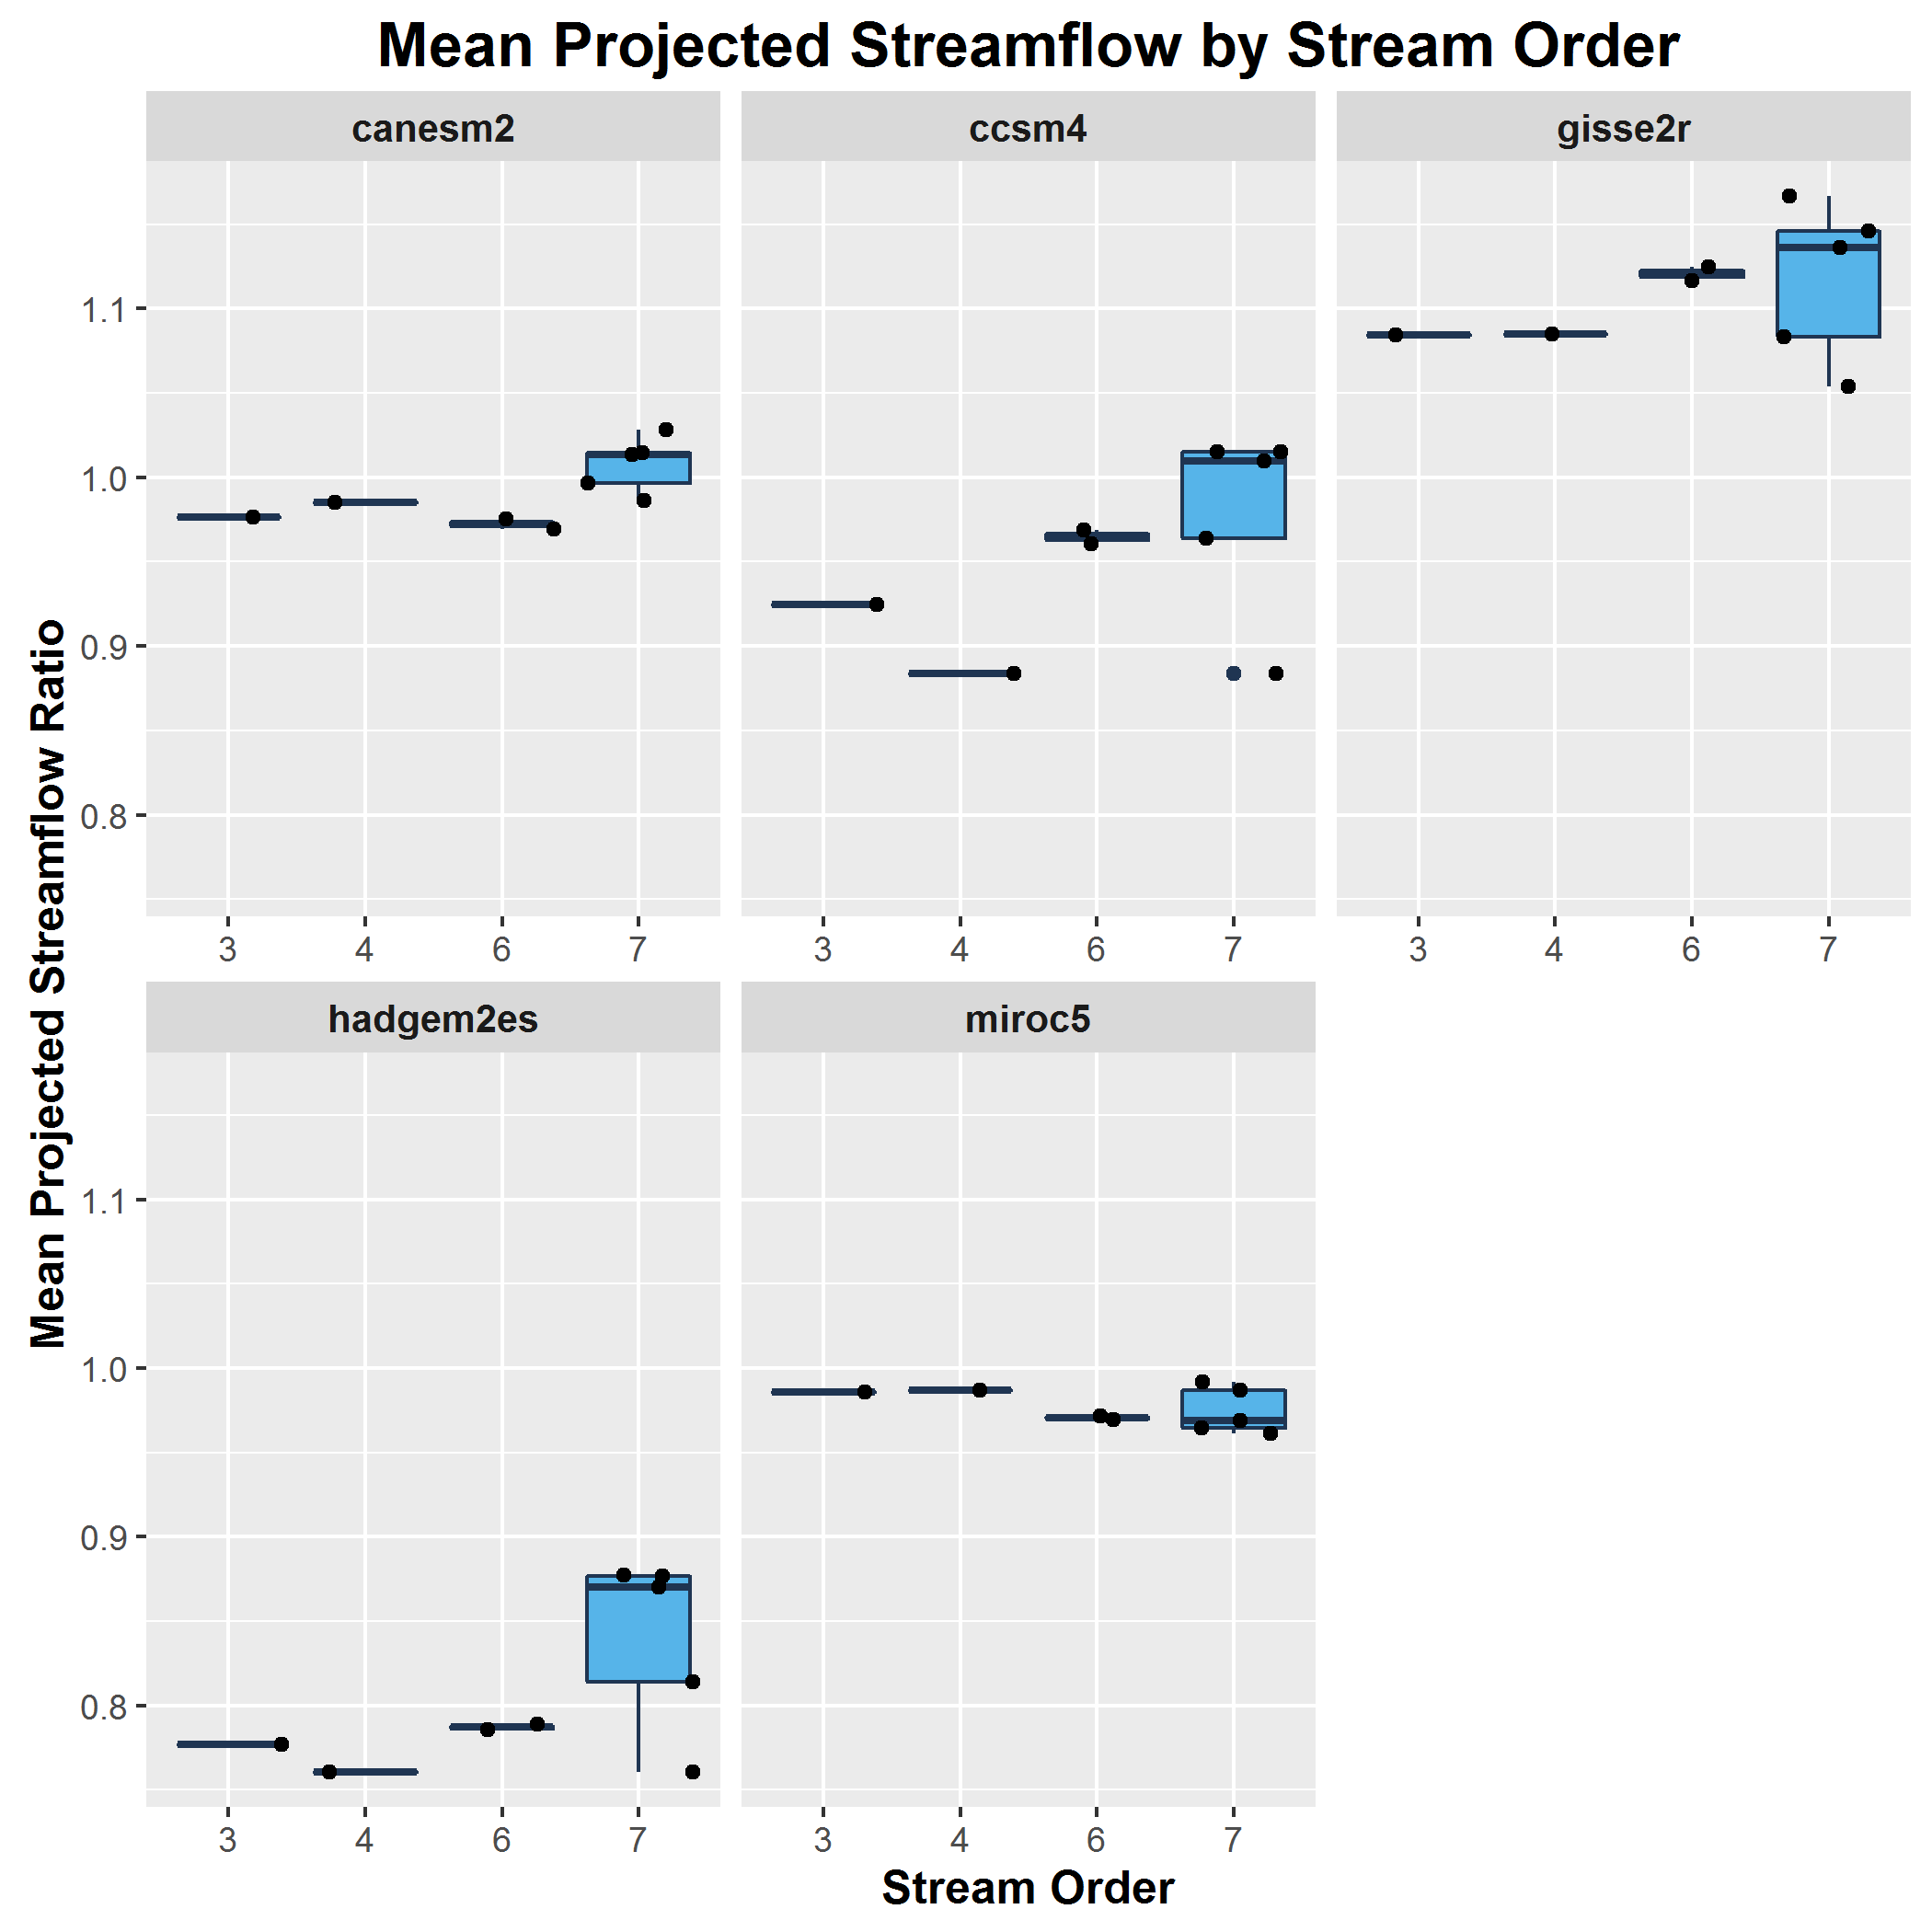 Mean Projected Streamflow by Stream Order
canesm2
ccsm4
gisse2r
1.1
1.0
0.9
0.8
3 4 6 7
3 4 6 7
3 4 6 7
Mean Projected Streamflow Ratio
hadgem2es
miroc5
1.1
1.0
0.9
0.8
3 4 6 7
3 4 6 7
Stream Order